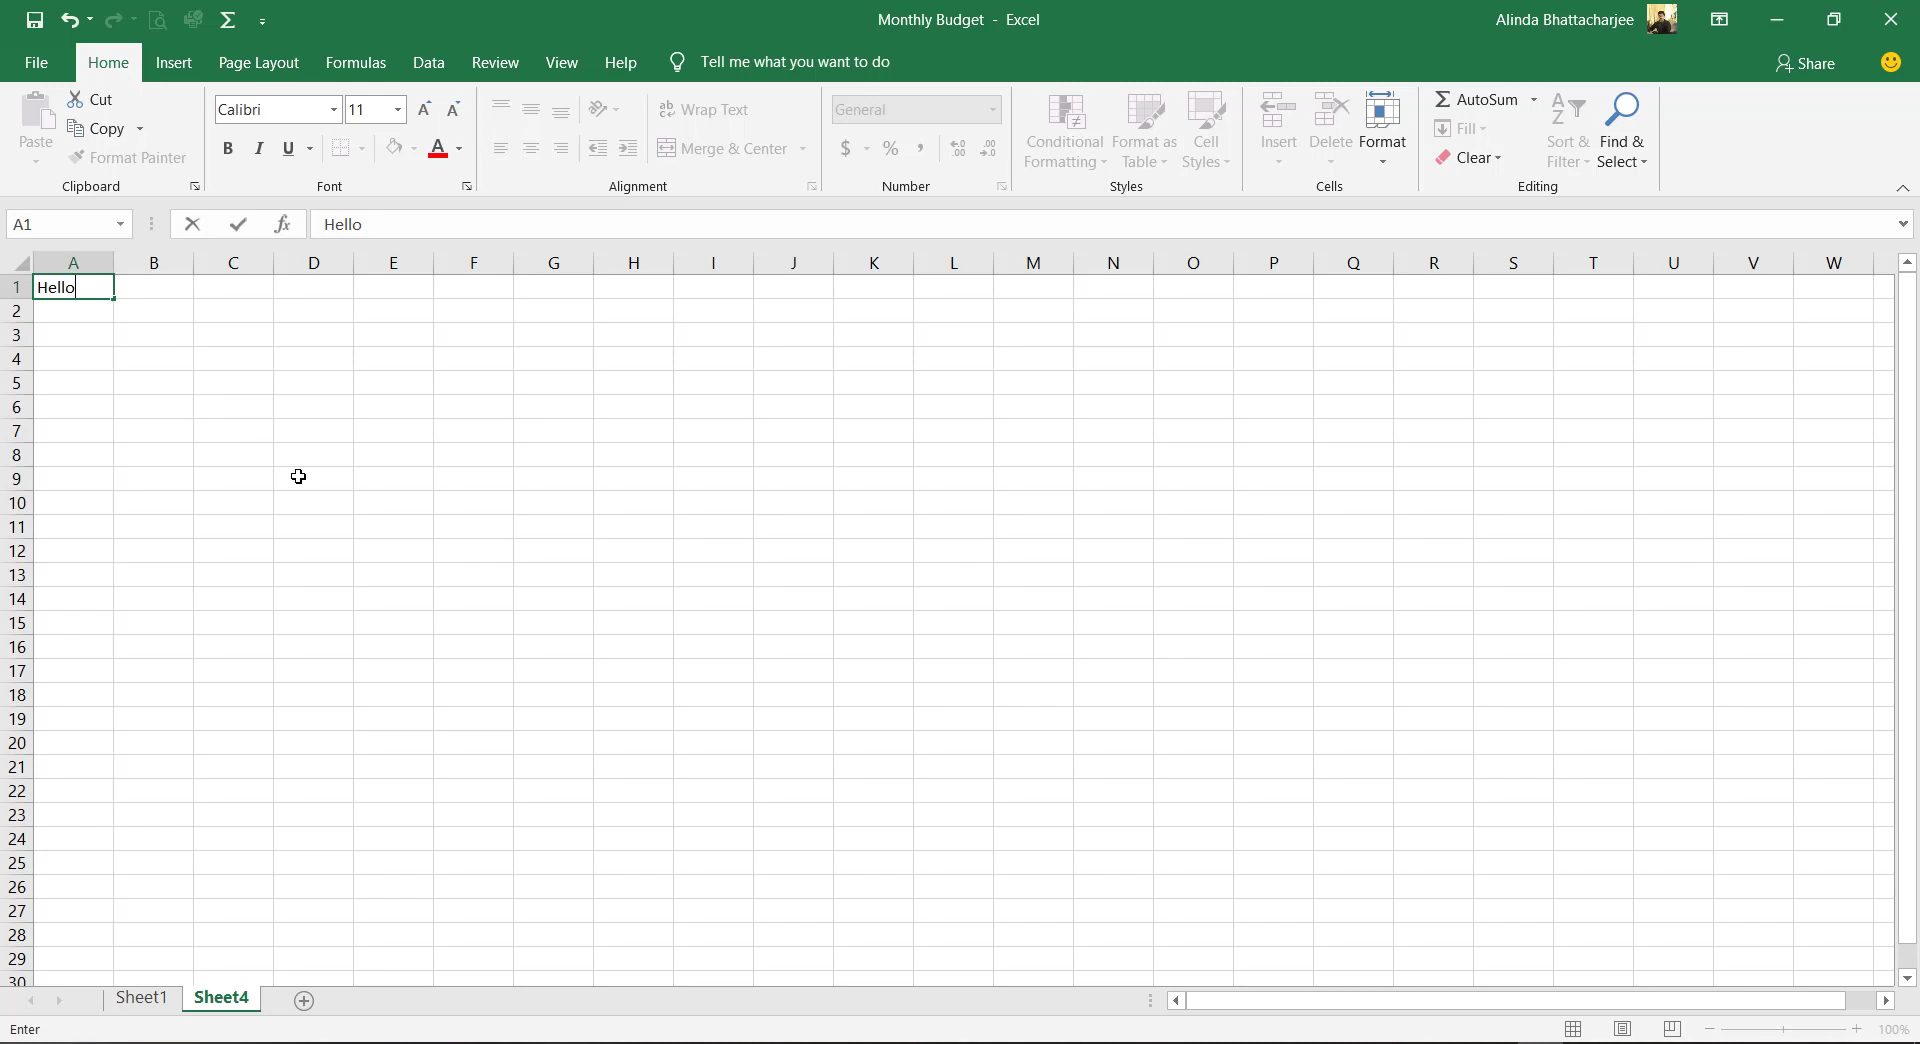 Monthly Budget - Excel
Alinda Bhattacharjee
File Home Insert Page Layout Formulas Data Review View Help Tell me what you want to do
Share
Paste
Cut
Copy
Format Painter
Clipboard
Calibri 11
B I U A
Font
ab Wrap Text
Merge & Center
Alignment
General
$ % ,
Number
Conditional Formatting
Format as Table
Cell Styles
Styles
Insert Delete Format
Cells
AutoSum
Fill
Clear
Sort & Filter
Find & Select
Editing
A1 fx Hello
A B C D E F G H I J K L M N O P Q R S T U V W
1 Hello
2
3
4
5
6
7
8
9
10
11
12
13
14
15
16
17
18
19
20
21
22
23
24
25
26
27
28
29
30
Sheet1 Sheet4
Enter
100%